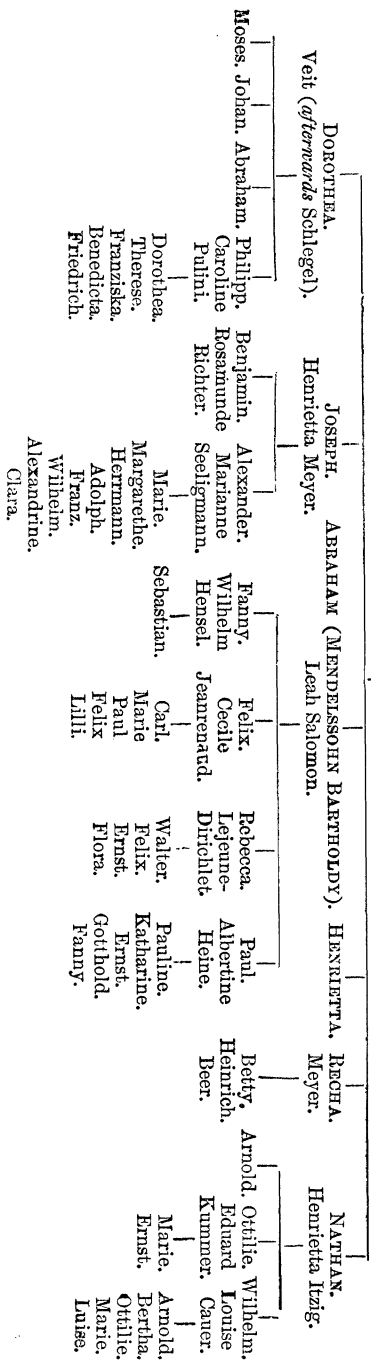 DOROTHEA.
Veit (afterwards Schlegel).
JOSEPH.
Henrietta Meyer.
ABRAHAM (MENDELSSOHN BARTHOLDY).
Leah Salomon.
HENRIETTA.
RECHA.
Meyer.
NATHAN.
Henrietta Itzig.
Moses.
Johan.
Abraham.
Philipp.
Caroline
Pulini.
Benjamin.
Rosamunde
Richter.
Alexander.
Marianne
Seeligmann.
Fanny.
Wilhelm
Hensel.
Felix.
Cecile
Jeanrenaud.
Rebecca.
Lejeune-
Dirichlet
Paul.
Albertine
Heine.
Betty.
Heinrich.
Beer.
Arnold.
Ottilie.
Eduard
Kummer.
Wilhelm.
Louise
Cauer.
Dorothea.
Therese.
Franziska.
Benedicta.
Friedrich.
Marie.
Margarethe.
Herrmann.
Adolph.
Franz.
Wilhelm.
Alexandrine.
Clara.
Sebastian.
Carl.
Marie
Paul
Felix
Lilli.
Walter.
Felix.
Ernst.
Flora.
Pauline.
Katharine.
Ernst.
Gotthold.
Fanny.
Marie.
Ernst.
Arnold.
Bertha.
Ottilie.
Marie.
Luise.